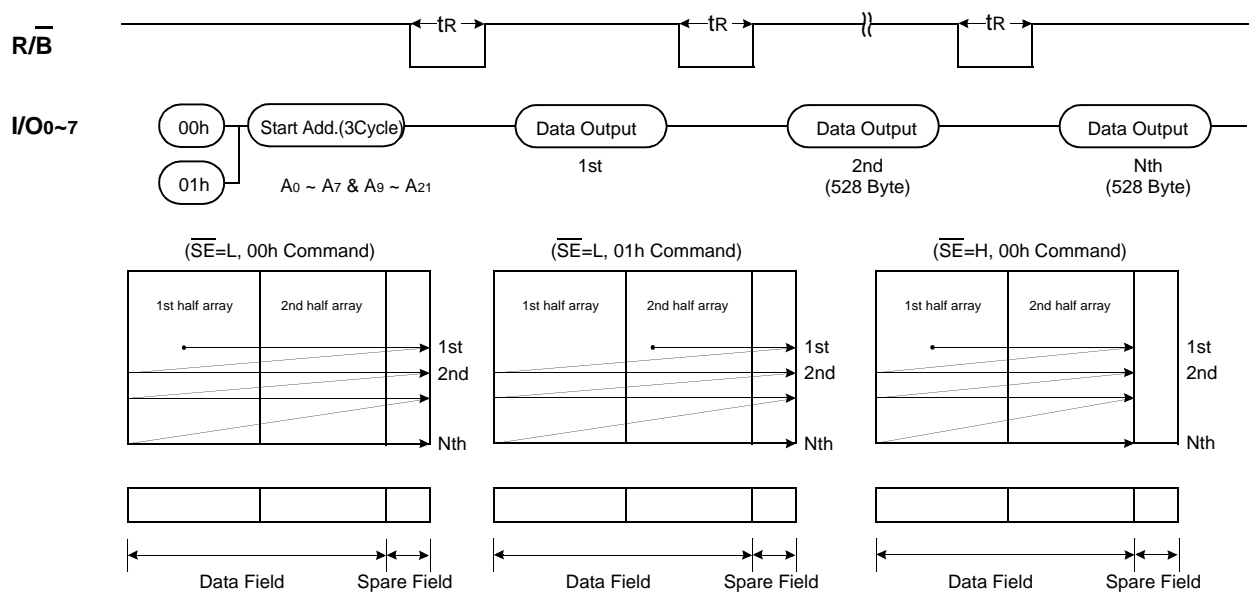 tR tR tR
R/B
I/O0~7 00h Start Add.(3Cycle) Data Output Data Output Data Output
1st 2nd Nth
(528 Byte) (528 Byte)
01h A0 ~ A7 & A9 ~ A21
(SE=L, 00h Command) (SE=L, 01h Command) (SE=H, 00h Command)
1st half array 2nd half array 1st half array 2nd half array 1st half array 2nd half array
1st 1st 1st
2nd 2nd 2nd
Nth Nth Nth
Data Field Spare Field Data Field Spare Field Data Field Spare Field